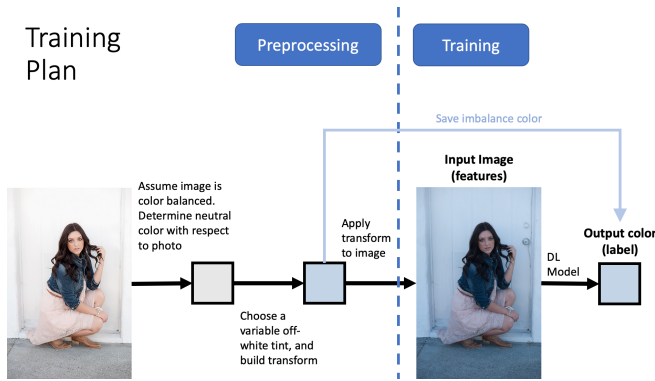 Training
Plan
Preprocessing
Training
Save imbalance color
Input Image
(features)
Assume image is
color balanced.
Determine neutral
color with respect
to photo
Apply
transform
to image
Output color
(label)
DL
Model
Choose a
variable off-
white tint, and
build transform